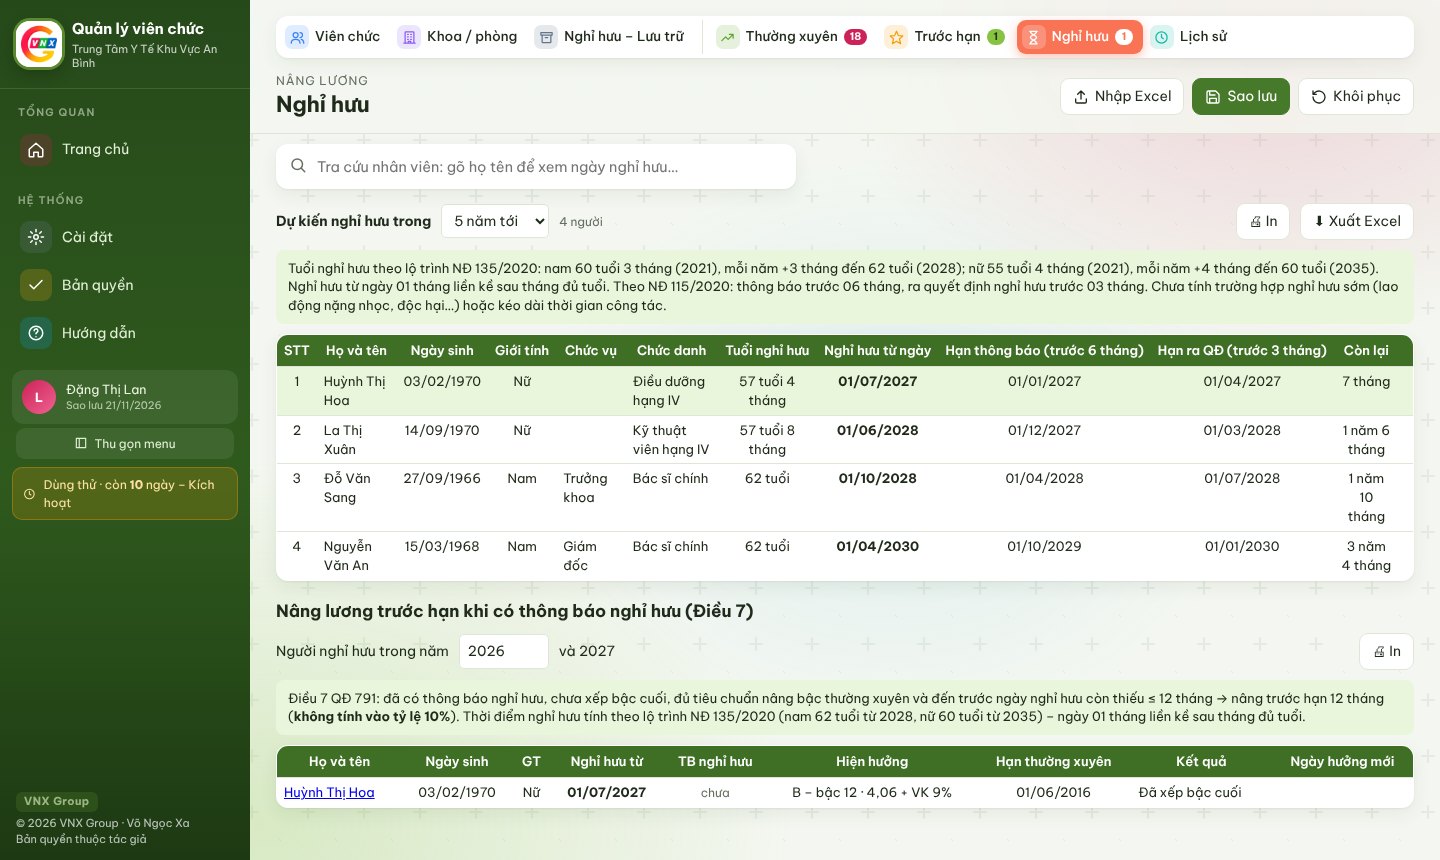 VNX
Quản lý viên chức
Trung Tâm Y Tế Khu Vực An
Bình
TỔNG QUAN
Trang chủ
HỆ THỐNG
Cài đặt
Bản quyền
Hướng dẫn
L
Đặng Thị Lan
Sao lưu 21/11/2026
Thu gọn menu
Dùng thử · còn 10 ngày – Kích
hoạt
VNX Group
© 2026 VNX Group · Võ Ngọc Xa
Bản quyền thuộc tác giả
Viên chức Khoa / phòng Nghỉ hưu – Lưu trữ Thường xuyên 18 Trước hạn 1 Nghỉ hưu 1 Lịch sử
NÂNG LƯƠNG
Nghỉ hưu
Nhập Excel Sao lưu Khôi phục
Tra cứu nhân viên: gõ họ tên để xem ngày nghỉ hưu...
Dự kiến nghỉ hưu trong 5 năm tới 4 người In Xuất Excel
Tuổi nghỉ hưu theo lộ trình NĐ 135/2020: nam 60 tuổi 3 tháng (2021), mỗi năm +3 tháng đến 62 tuổi (2028); nữ 55 tuổi 4 tháng (2021), mỗi năm +4 tháng đến 60 tuổi (2035).
Nghỉ hưu từ ngày 01 tháng liền kề sau tháng đủ tuổi. Theo NĐ 115/2020: thông báo trước 06 tháng, ra quyết định nghỉ hưu trước 03 tháng. Chưa tính trường hợp nghỉ hưu sớm (lao
động nặng nhọc, độc hại...) hoặc kéo dài thời gian công tác.
STT Họ và tên Ngày sinh Giới tính Chức vụ Chức danh Tuổi nghỉ hưu Nghỉ hưu từ ngày Hạn thông báo (trước 6 tháng) Hạn ra QĐ (trước 3 tháng) Còn lại
1 Huỳnh Thị 03/02/1970 Nữ Điều dưỡng 57 tuổi 4 01/07/2027 01/01/2027 01/04/2027 7 tháng
Hoa hạng IV tháng
2 La Thị 14/09/1970 Nữ Kỹ thuật 57 tuổi 8 01/06/2028 01/12/2027 01/03/2028 1 năm 6
Xuân viên hạng IV tháng tháng
3 Đỗ Văn 27/09/1966 Nam Trưởng Bác sĩ chính 62 tuổi 01/10/2028 01/04/2028 01/07/2028 1 năm
Sang khoa 10
tháng
4 Nguyễn 15/03/1968 Nam Giám Bác sĩ chính 62 tuổi 01/04/2030 01/10/2029 01/01/2030 3 năm
Văn An đốc 4 tháng
Nâng lương trước hạn khi có thông báo nghỉ hưu (Điều 7)
Người nghỉ hưu trong năm 2026 và 2027 In
Điều 7 QĐ 791: đã có thông báo nghỉ hưu, chưa xếp bậc cuối, đủ tiêu chuẩn nâng bậc thường xuyên và đến trước ngày nghỉ hưu còn thiếu ≤ 12 tháng → nâng trước hạn 12 tháng
(không tính vào tỷ lệ 10%). Thời điểm nghỉ hưu tính theo lộ trình NĐ 135/2020 (nam 62 tuổi từ 2028, nữ 60 tuổi từ 2035) – ngày 01 tháng liền kề sau tháng đủ tuổi.
Họ và tên Ngày sinh GT Nghỉ hưu từ TB nghỉ hưu Hiện hưởng Hạn thường xuyên Kết quả Ngày hưởng mới
Huỳnh Thị Hoa 03/02/1970 Nữ 01/07/2027 chưa B – bậc 12 · 4,06 + VK 9% 01/06/2016 Đã xếp bậc cuối